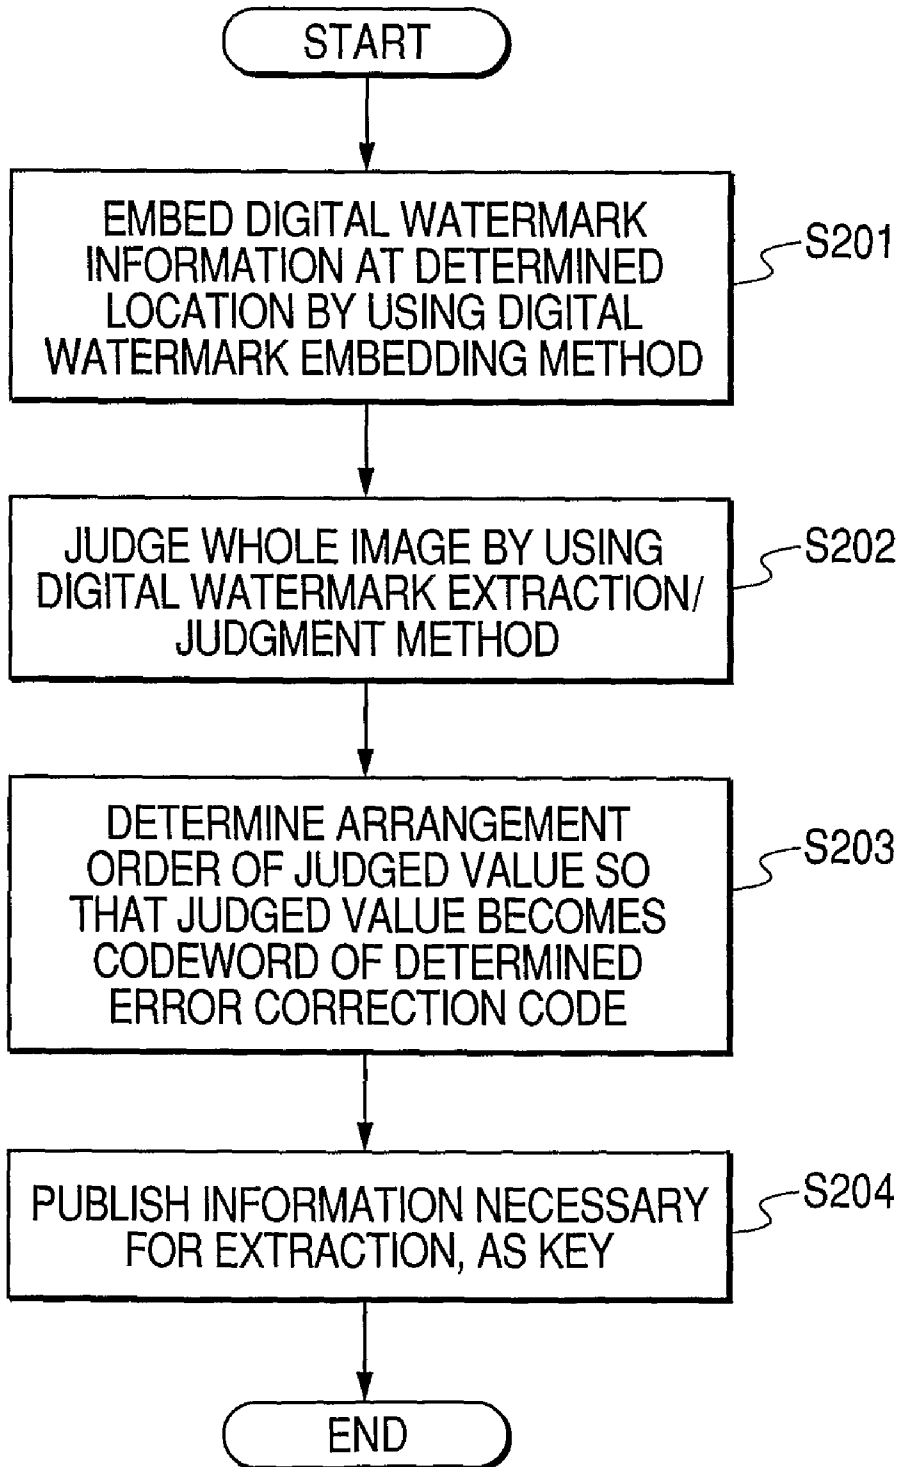 START
EMBED DIGITAL WATERMARK
INFORMATION AT DETERMINED
LOCATION BY USING DIGITAL
WATERMARK EMBEDDING METHOD
S201
JUDGE WHOLE IMAGE BY USING
DIGITAL WATERMARK EXTRACTION/
JUDGMENT METHOD
S202
DETERMINE ARRANGEMENT
ORDER OF JUDGED VALUE SO
THAT JUDGED VALUE BECOMES
CODEWORD OF DETERMINED
ERROR CORRECTION CODE
S203
PUBLISH INFORMATION NECESSARY
FOR EXTRACTION, AS KEY
S204
END